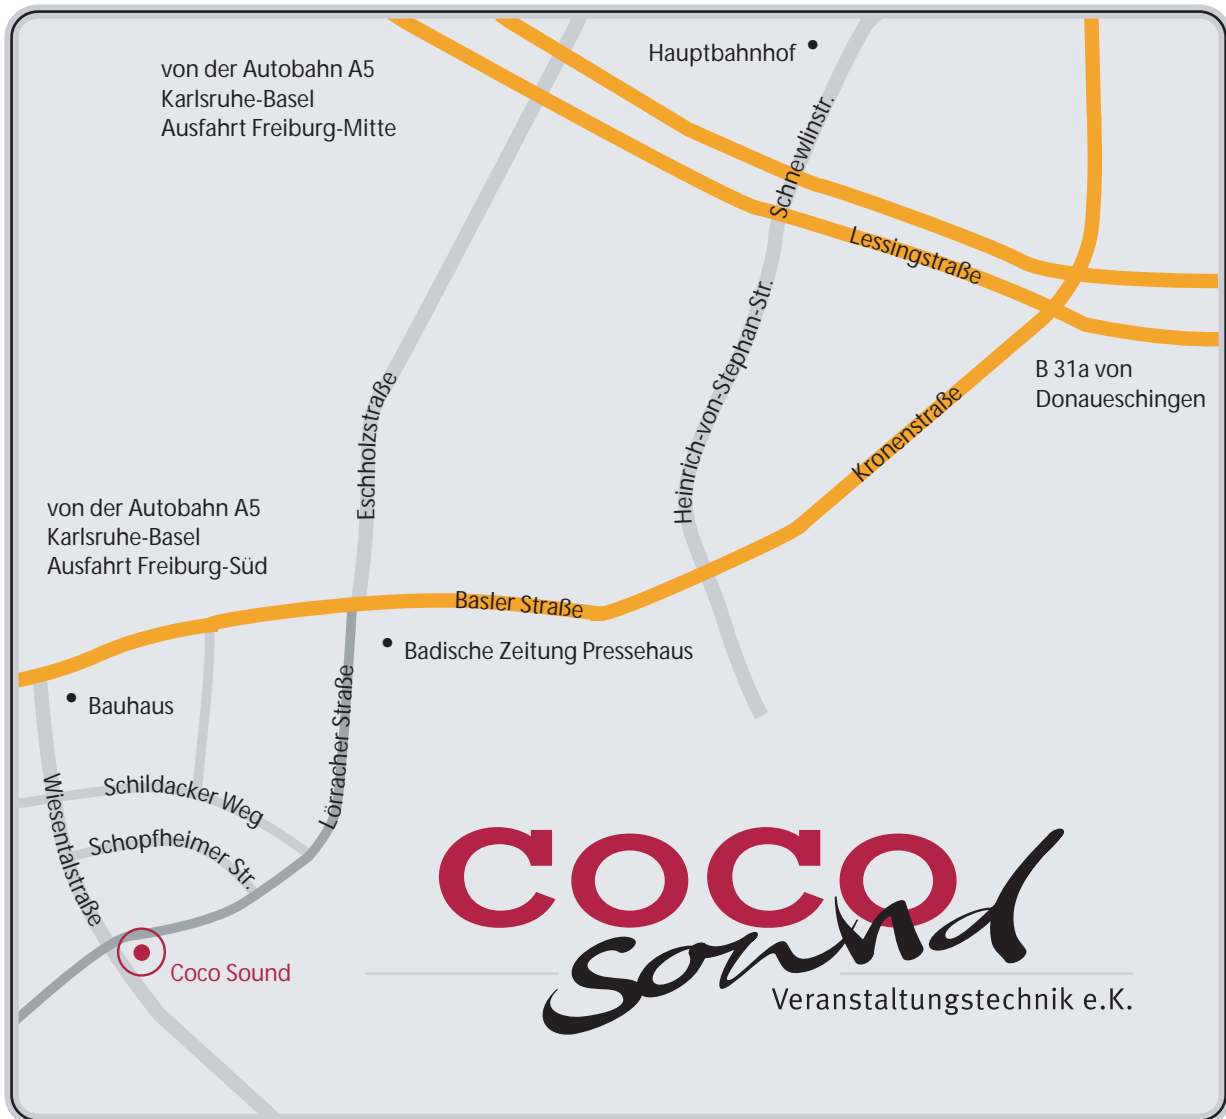 Hauptbahnhof
von der Autobahn A5
Karlsruhe-Basel
Ausfahrt Freiburg-Mitte
Schnewlinstr.
Lessingstraße
Heinrich-von-Stephan-Str.
B 31a von
Donaueschingen
Eschholzstraße
Kronenstraße
von der Autobahn A5
Karlsruhe-Basel
Ausfahrt Freiburg-Süd
Basler Straße
Badische Zeitung Pressehaus
Bauhaus
Lörracher Straße
Wiesentalstraße
Schildacker Weg
Schopfheimer Str.
Coco Sound
COCO
sound
Veranstaltungstechnik e.K.